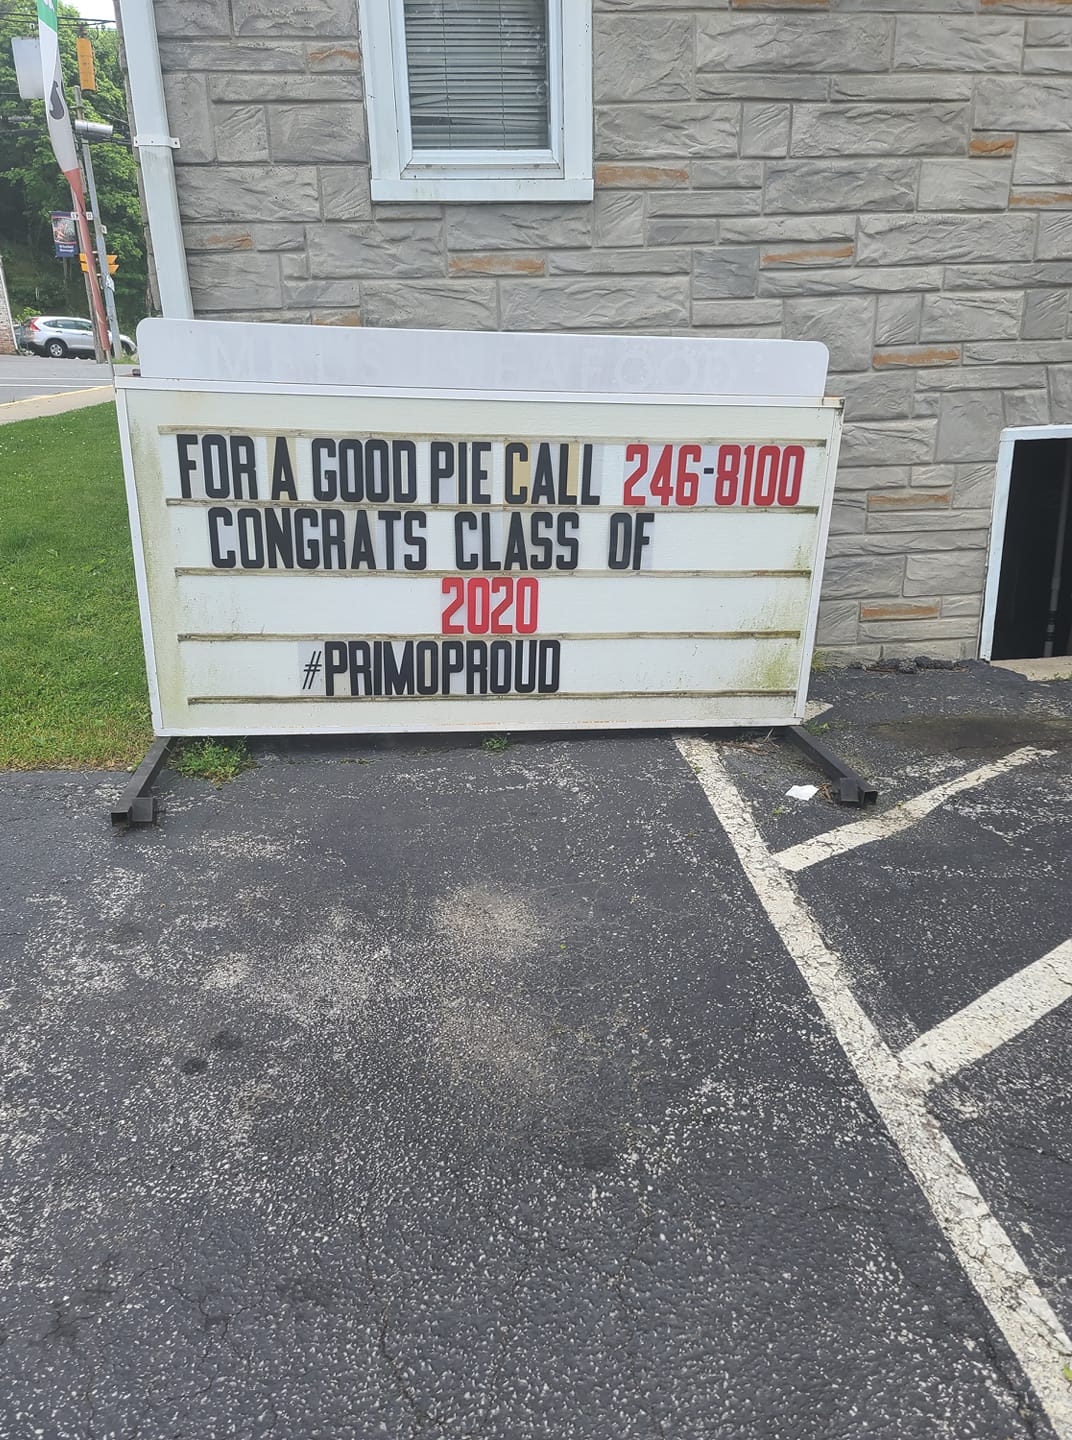 FOR A GOOD PIE CALL 246-8100
CONGRATS CLASS OF
2020
#PRIMOPROUD